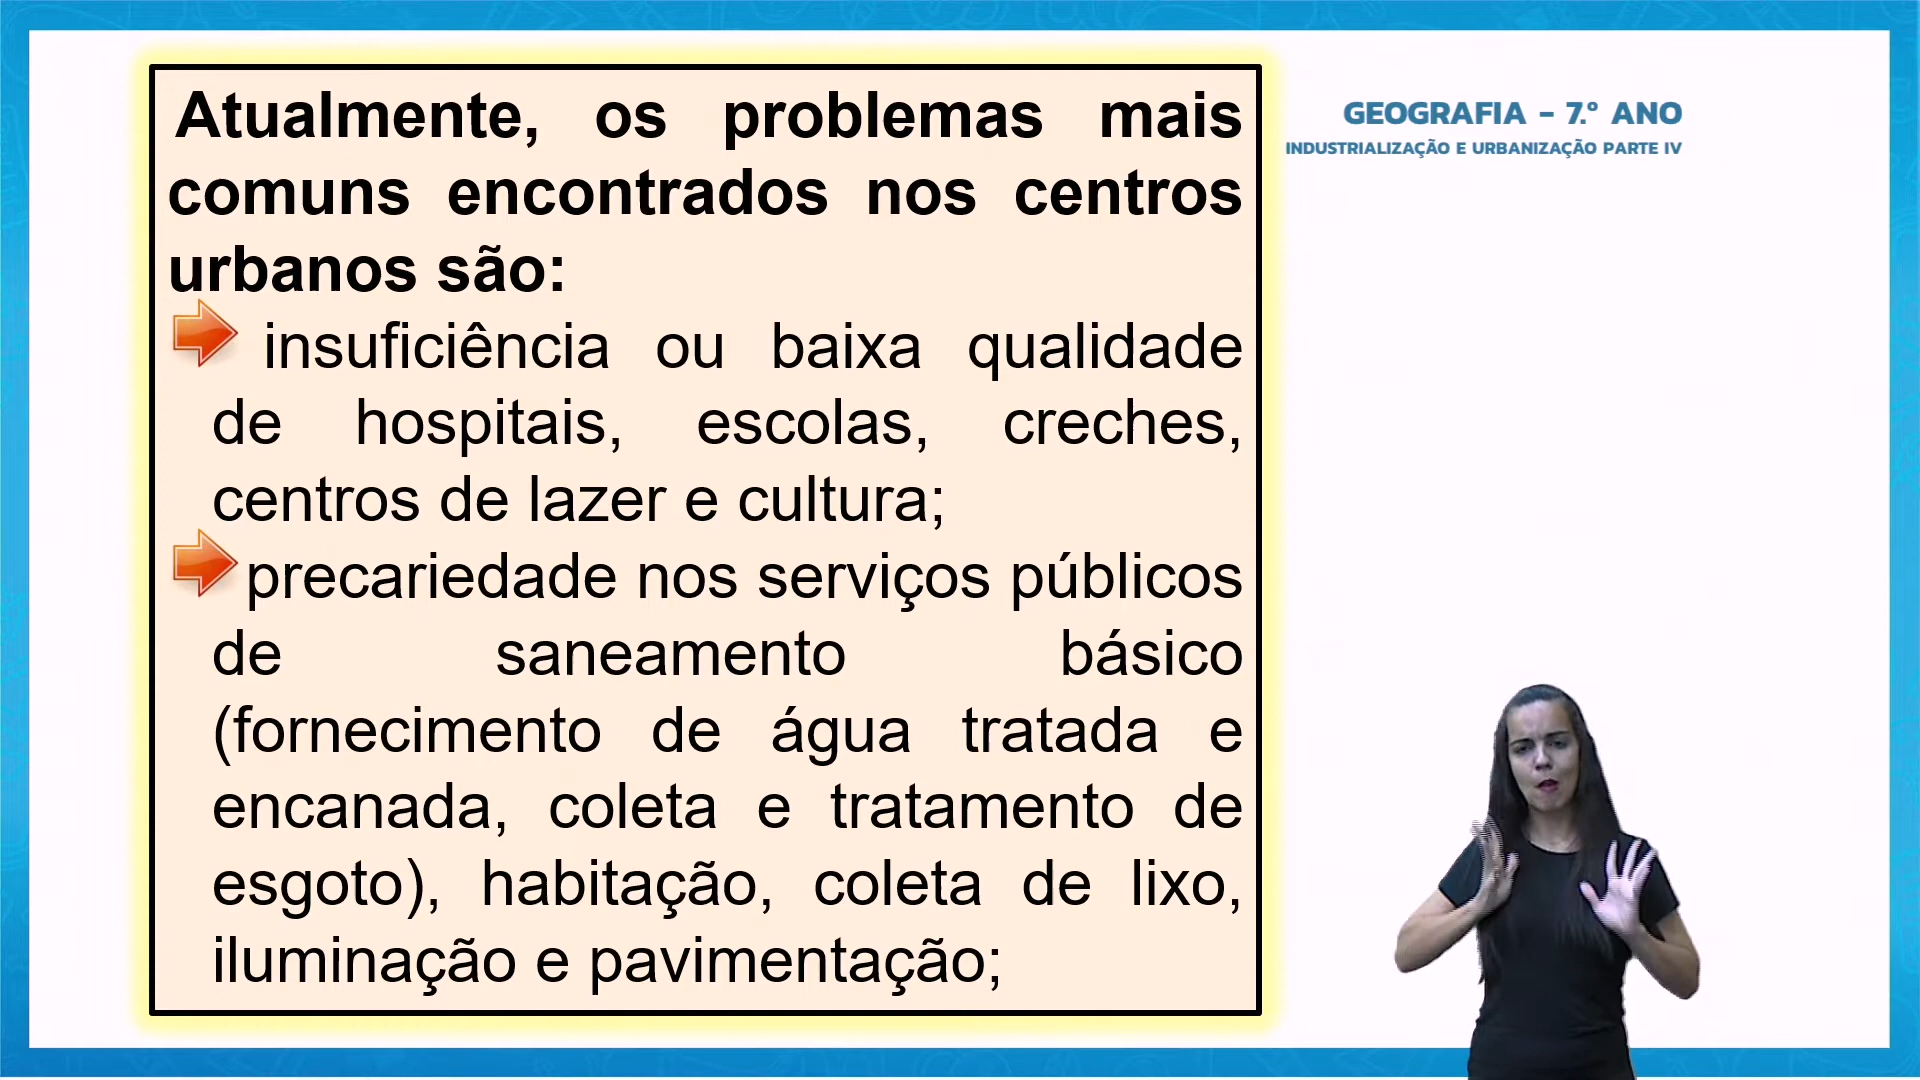 Atualmente, os problemas mais
comuns encontrados nos centros
urbanos são:
insuficiência ou baixa qualidade
de hospitais, escolas, creches,
centros de lazer e cultura;
precariedade nos serviços públicos
de saneamento básico
(fornecimento de água tratada e
encanada, coleta e tratamento de
esgoto), habitação, coleta de lixo,
iluminação e pavimentação;
GEOGRAFIA – 7.º ANO
INDUSTRIALIZAÇÃO E URBANIZAÇÃO PARTE IV